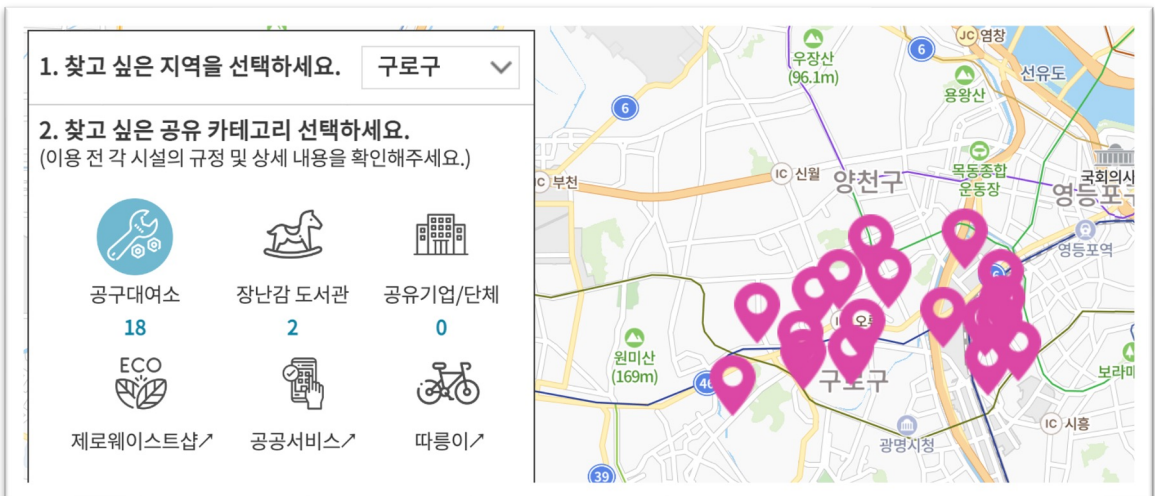 1. 찾고 싶은 지역을 선택하세요.
구로구
2. 찾고 싶은 공유 카테고리 선택하세요.
(이용 전 각 시설의 규정 및 상세 내용을 확인해주세요.)
공구대여소
장난감 도서관
공유기업/단체
18
2
0
ECO
제로웨이스트샵↗
공공서비스↗
따릉이↗
JC 염창
6
우장산
(96.1m)
선유도
용왕산
6
목동종합
운동장
IC 신월
국회의사
IC 부천
양천구
영등포구
영등포역
6
IC 오류
원미산
(169m)
46
구로구
보라매
IC 시흥
광명시청
39